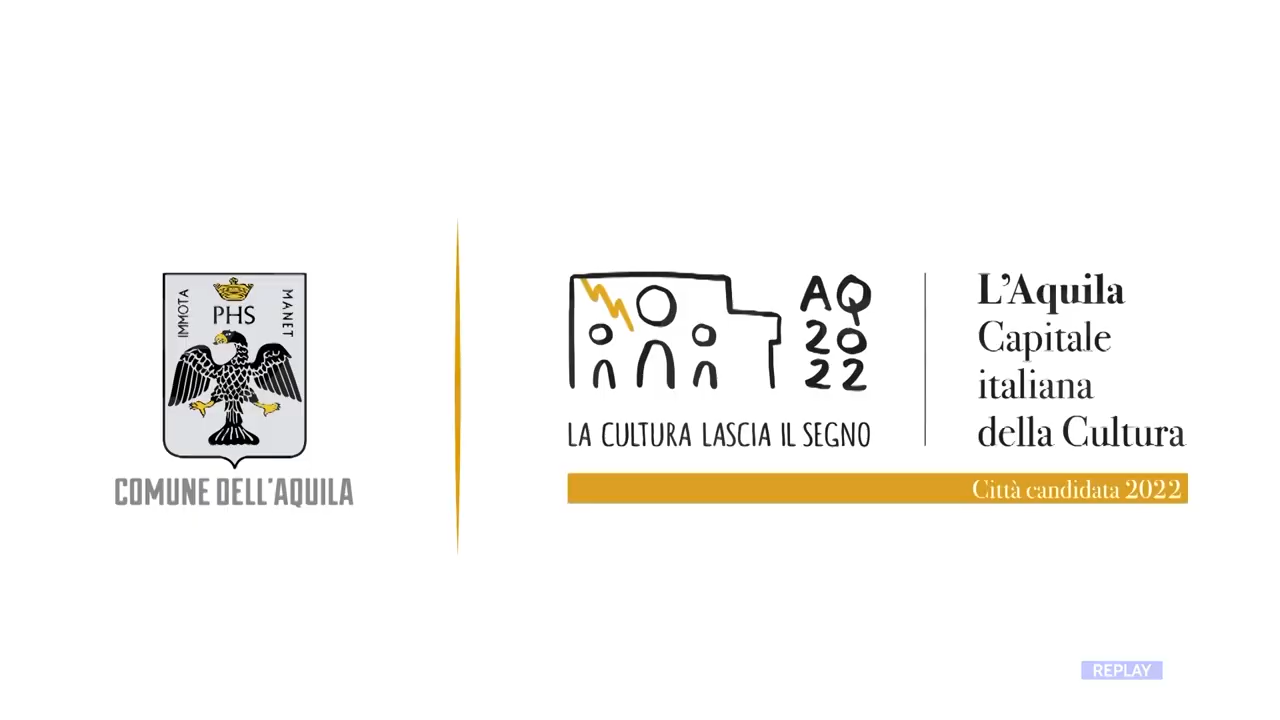 IMMOTA
MANET
PHS
COMUNE DELL'AQUILA
AQ
20
22
LA CULTURA LASCIA IL SEGNO
L'Aquila
Capitale
italiana
della Cultura
Città candidata 2022
REPLAY